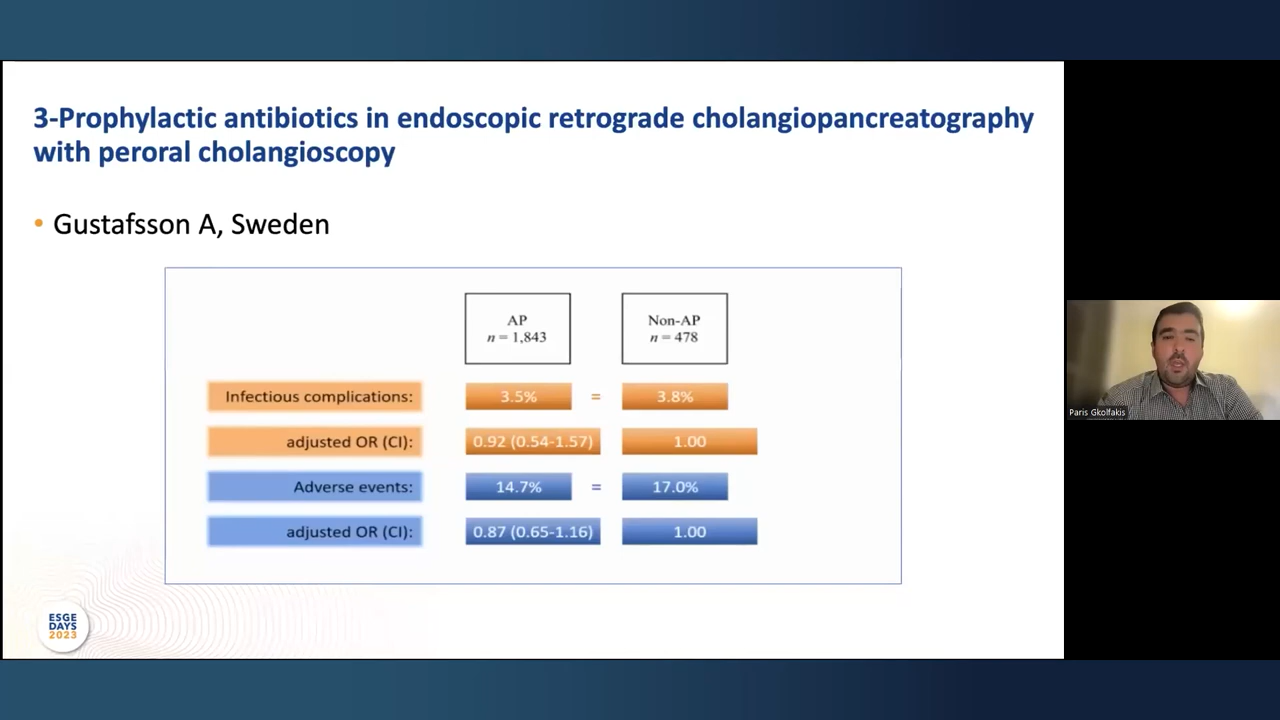 3-Prophylactic antibiotics in endoscopic retrograde cholangiopancreatography
with peroral cholangioscopy
• Gustafsson A, Sweden
AP
n = 1,843
Non-AP
n = 478
Infectious complications: 3.5% = 3.8%
adjusted OR (CI): 0.92 (0.54-1.57) 1.00
Adverse events: 14.7% = 17.0%
adjusted OR (CI): 0.87 (0.65-1.16) 1.00
Paris Gkolfakis
ESGE
DAYS
2023